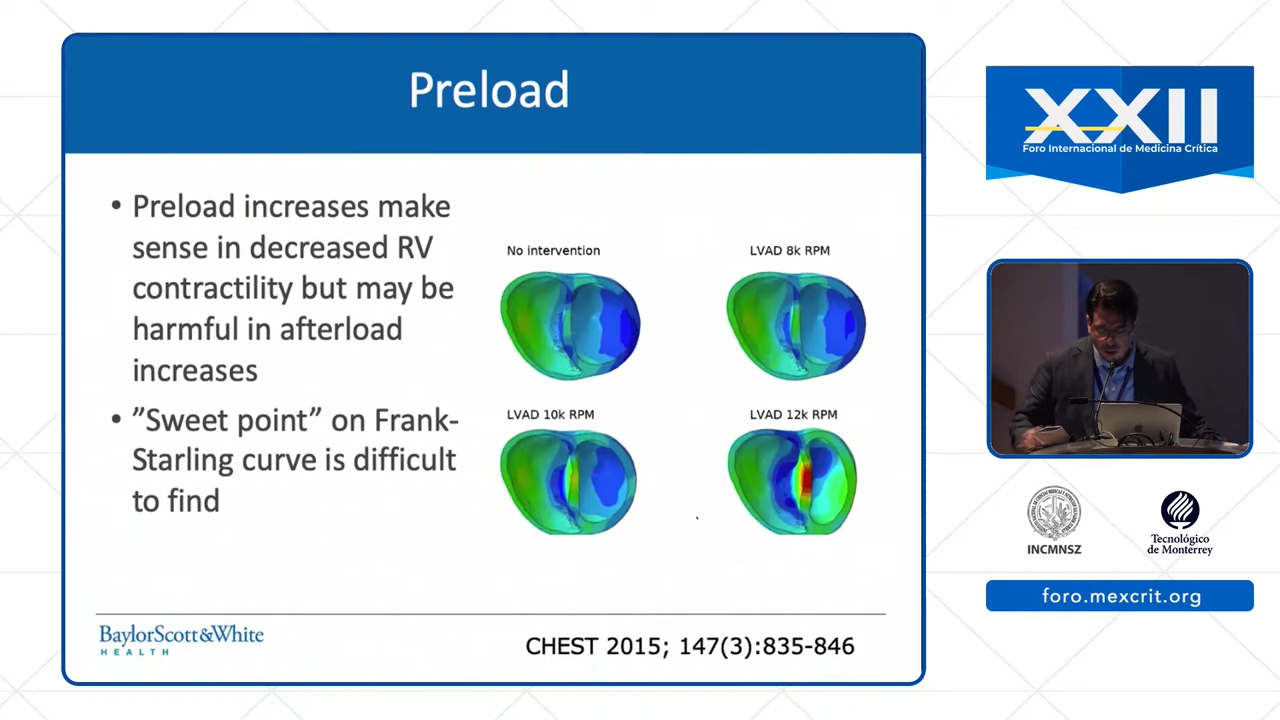 Preload
• Preload increases make
sense in decreased RV
contractility but may be
harmful in afterload
increases
• ”Sweet point” on Frank-
Starling curve is difficult
to find
No intervention
LVAD 8k RPM
LVAD 10k RPM
LVAD 12k RPM
BaylorScott&White
HEALTH
CHEST 2015; 147(3):835-846
XXII
Foro Internacional de Medicina Crítica
INCMNSZ
Tecnológico
de Monterrey
foro.mexcrit.org